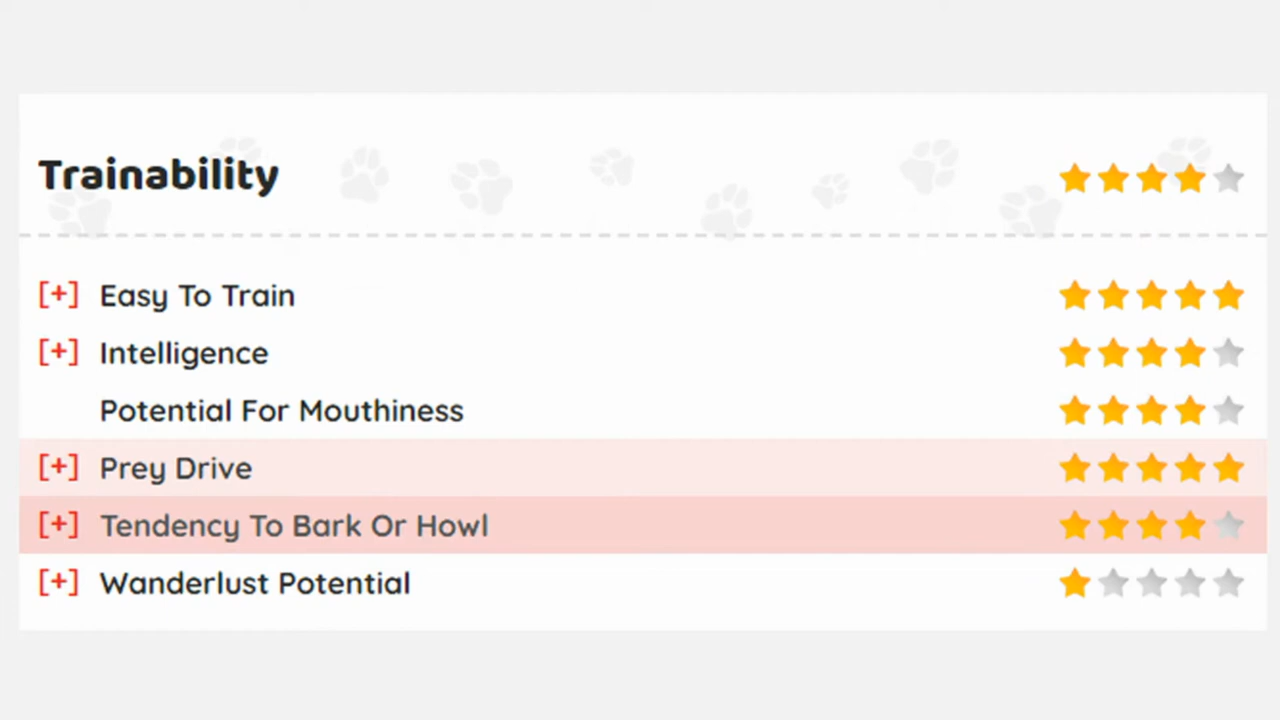 Trainability
[+] Easy To Train
[+] Intelligence
Potential For Mouthiness
[+] Prey Drive
[+] Tendency To Bark Or Howl
[+] Wanderlust Potential